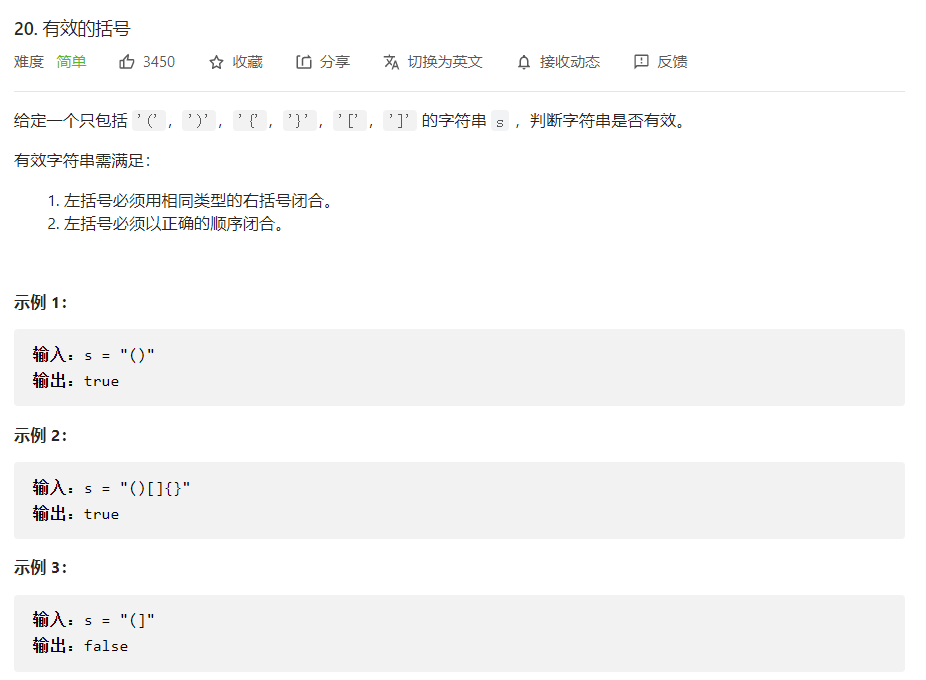 20. 有效的括号
难度 简单 3450 收藏 分享 切换为英文 接收动态 反馈
给定一个只包括 '(', ')', '{', '}', '[', ']' 的字符串 s ，判断字符串是否有效。
有效字符串需满足：
1. 左括号必须用相同类型的右括号闭合。
2. 左括号必须以正确的顺序闭合。
示例 1：
输入：s = "()"
输出：true
示例 2：
输入：s = "()[]{}"
输出：true
示例 3：
输入：s = "(]"
输出：false